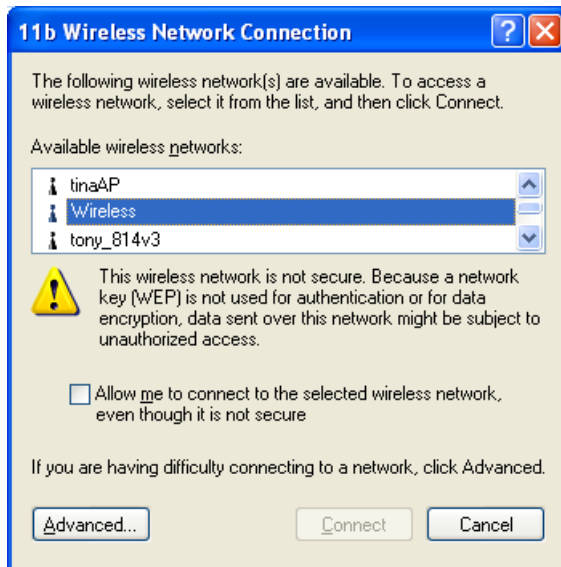 11b Wireless Network Connection
The following wireless network(s) are available. To access a
wireless network, select it from the list, and then click Connect.
Available wireless networks:
tinaAP
Wireless
tony_814v3
This wireless network is not secure. Because a network
key (WEP) is not used for authentication or for data
encryption, data sent over this network might be subject to
unauthorized access.
Allow me to connect to the selected wireless network,
even though it is not secure
If you are having difficulty connecting to a network, click Advanced.
Advanced... Connect Cancel